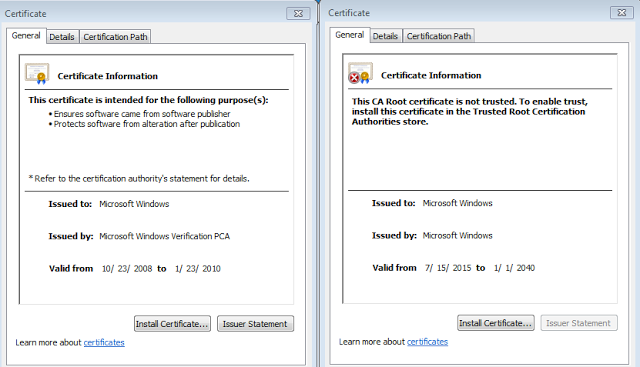 Certificate
General Details Certification Path
Certificate Information
This certificate is intended for the following purpose(s):
• Ensures software came from software publisher
• Protects software from alteration after publication
* Refer to the certification authority's statement for details.
Issued to: Microsoft Windows
Issued by: Microsoft Windows Verification PCA
Valid from 10/ 23/ 2008 to 1/ 23/ 2010
Install Certificate... Issuer Statement
Learn more about certificates
Certificate
General Details Certification Path
Certificate Information
This CA Root certificate is not trusted. To enable trust,
install this certificate in the Trusted Root Certification
Authorities store.
Issued to: Microsoft Windows
Issued by: Microsoft Windows
Valid from 7/ 15/ 2015 to 1/ 1/ 2040
Install Certificate... Issuer Statement
Learn more about certificates